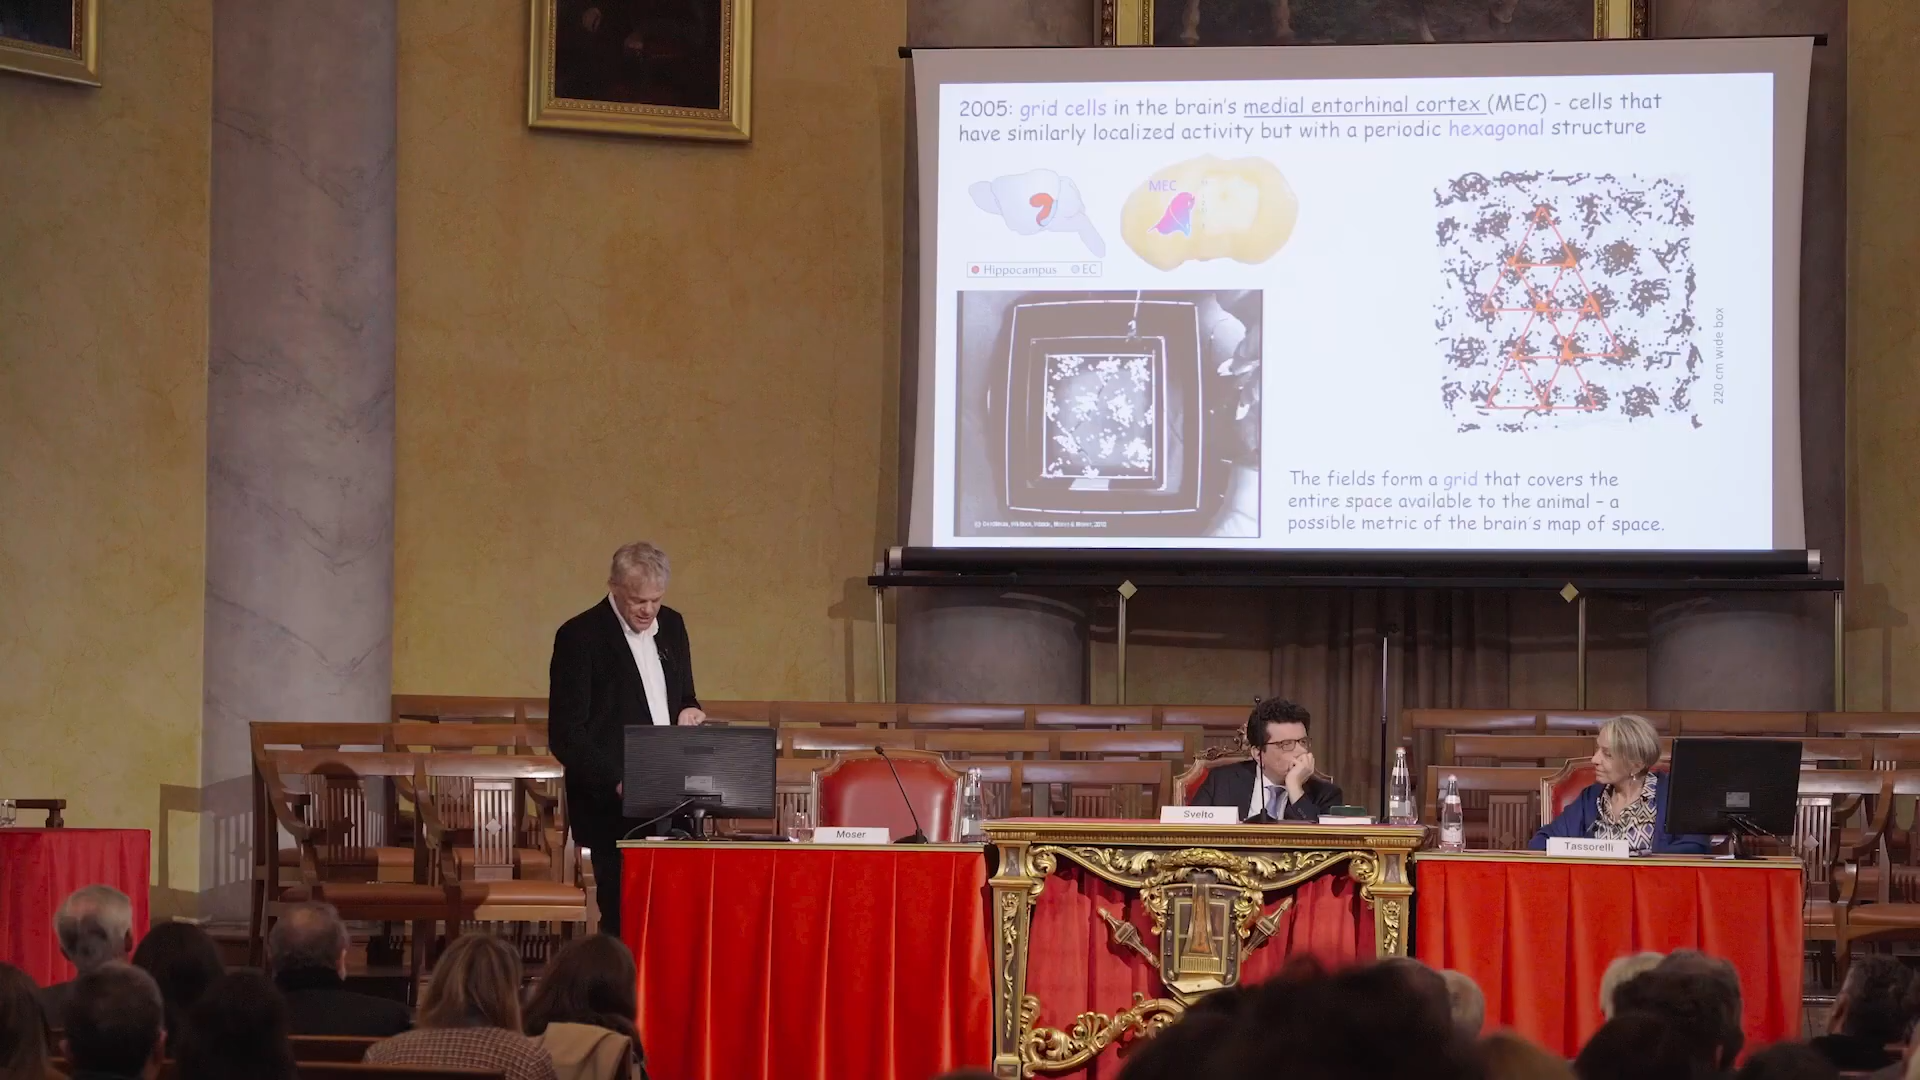 2005: grid cells in the brain's medial entorhinal cortex (MEC) - cells that
have similarly localized activity but with a periodic hexagonal structure
MEC
Hippocampus EC
220 cm wide box
The fields form a grid that covers the
entire space available to the animal – a
possible metric of the brain's map of space.
Moser
Svelto
Tassorelli